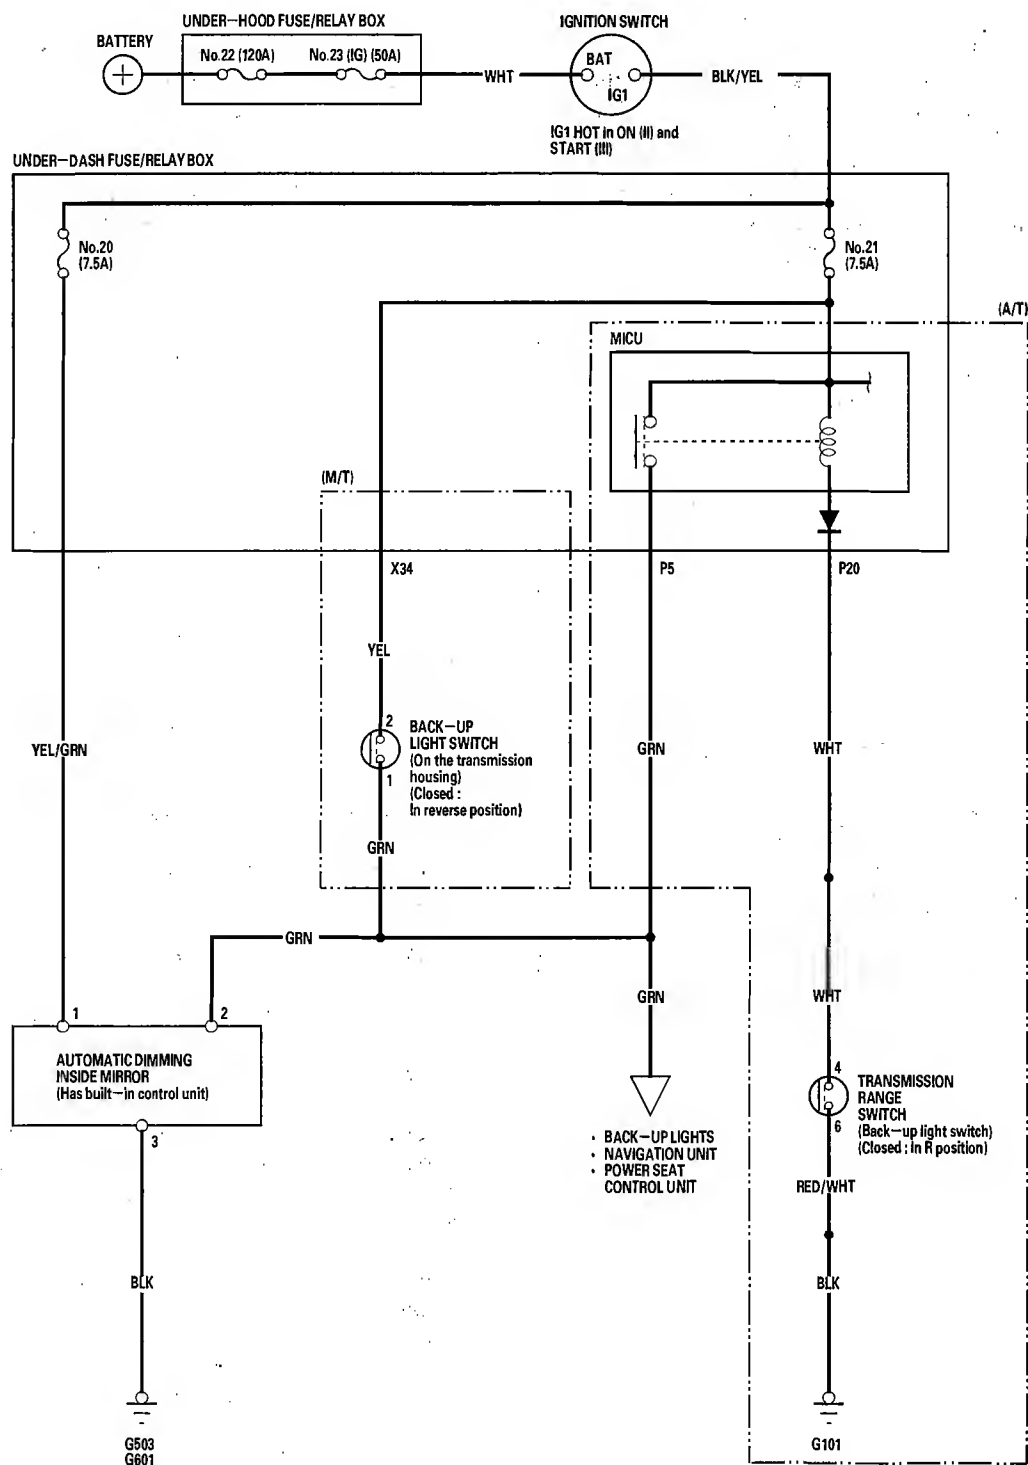 UNDER-HOOD FUSE/RELAY BOX
IGNITION SWITCH
BATTERY
No.22 (120A)
No.23 (IG) (50A)
BAT
WHT
BLK/YEL
IG1
IG1 HOT in ON (II) and
START (III)
UNDER-DASH FUSE/RELAY BOX
No.20
(7.5A)
No.21
(7.5A)
(A/T)
MICU
(M/T)
X34
P5
P20
YEL
2
BACK-UP
LIGHT SWITCH
(On the transmission
housing)
(Closed :
In reverse position)
1
YEL/GRN
GRN
WHT
GRN
GRN
GRN
WHT
1
2
AUTOMATIC DIMMING
INSIDE MIRROR
(Has built-in control unit)
3
4
TRANSMISSION
RANGE
SWITCH
(Back-up light switch)
(Closed : In R position)
6
• BACK-UP LIGHTS
• NAVIGATION UNIT
• POWER SEAT
CONTROL UNIT
RED/WHT
BLK
BLK
G503
G601
G101